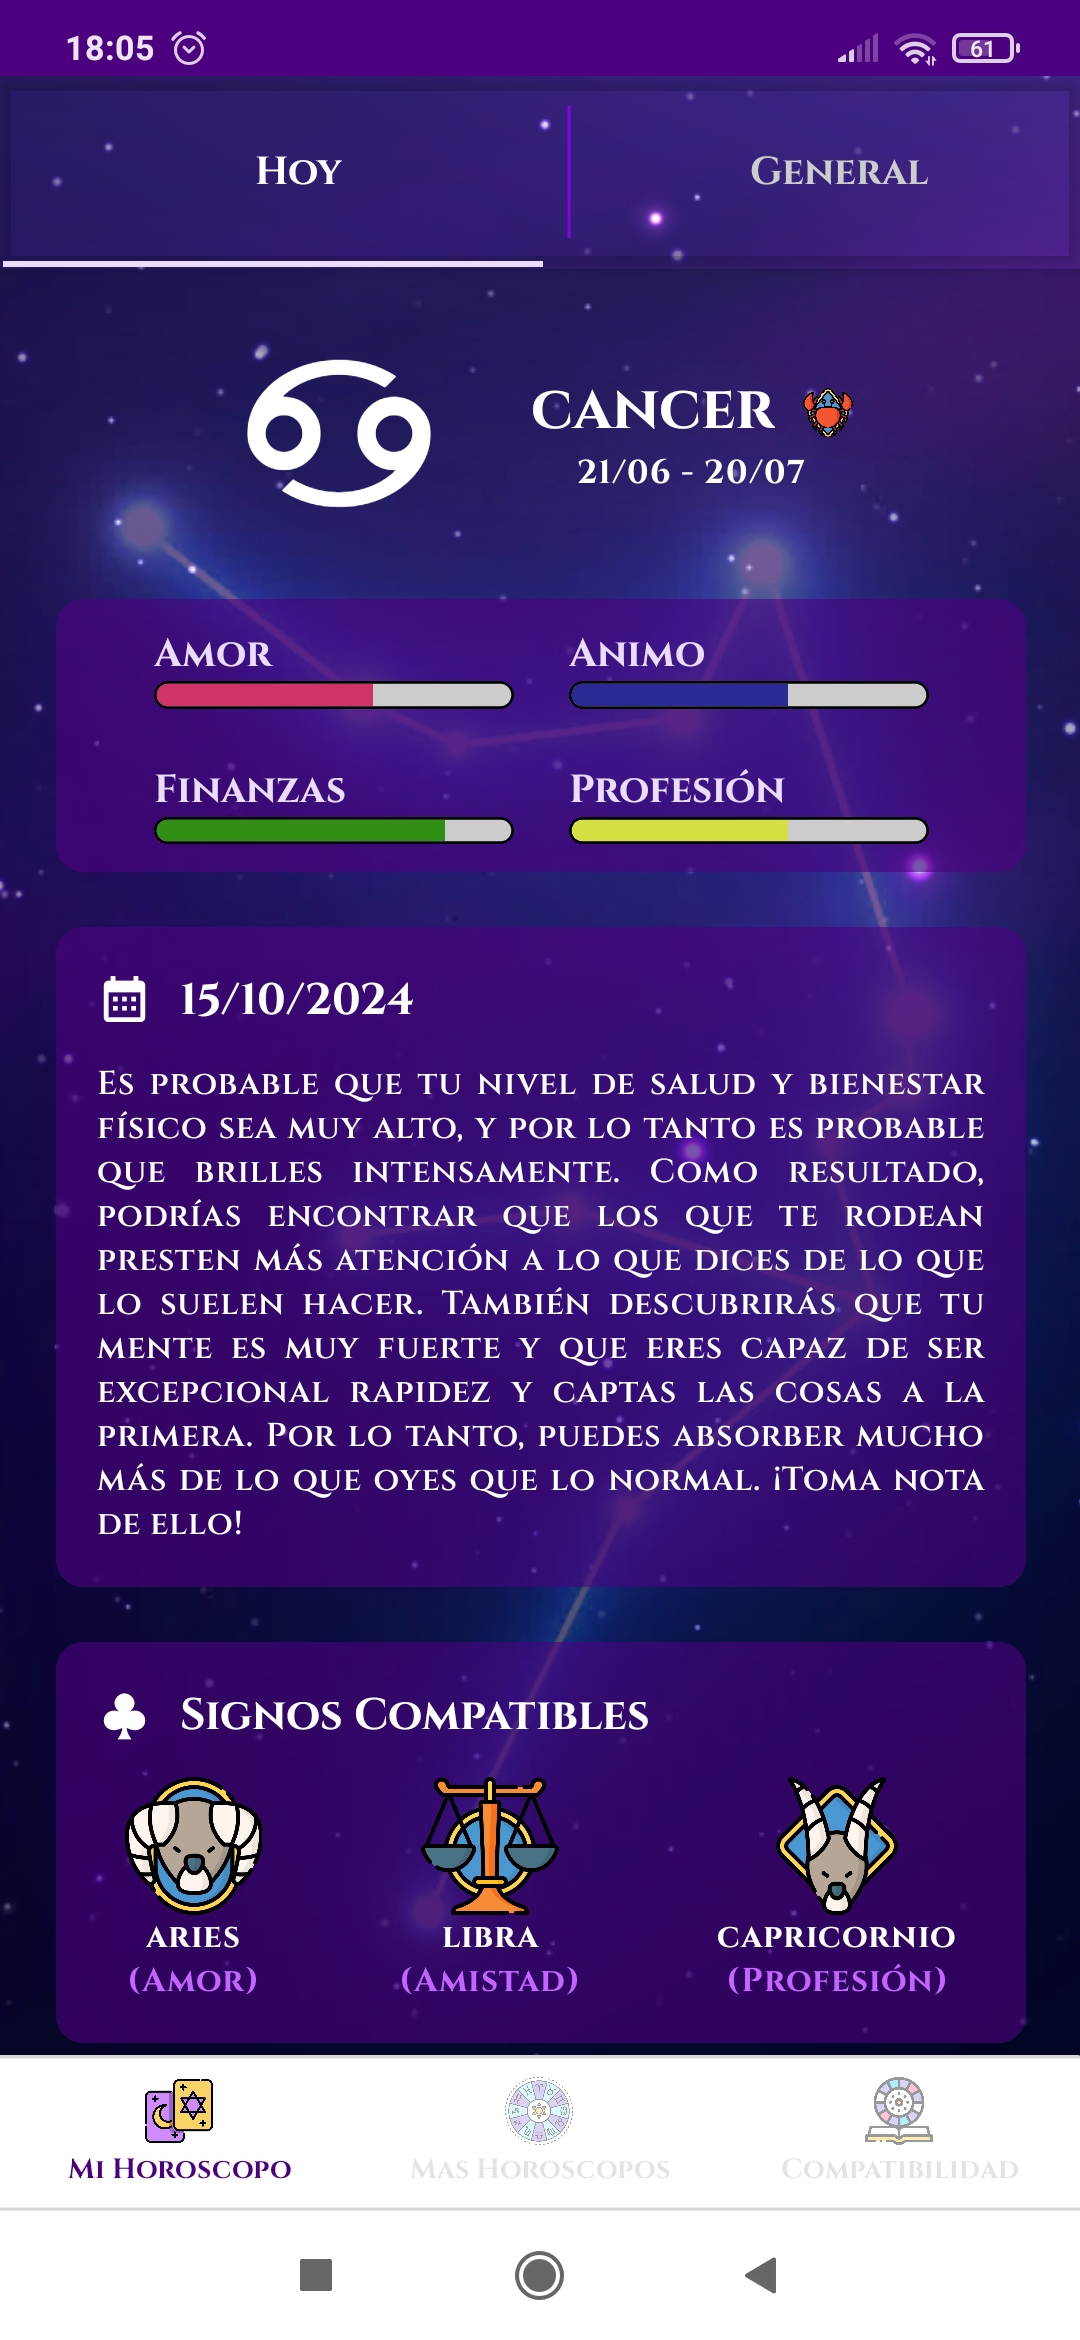 18:05
61
Hoy
General
CANCER
21/06 - 20/07
Amor
Animo
Finanzas
Profesión
15/10/2024
Es probable que tu nivel de salud y bienestar
físico sea muy alto, y por lo tanto es probable
que brilles intensamente. Como resultado,
podrías encontrar que los que te rodean
presten más atención a lo que dices de lo que
lo suelen hacer. También descubrirás que tu
mente es muy fuerte y que eres capaz de ser
excepcional rapidez y captas las cosas a la
primera. Por lo tanto, puedes absorber mucho
más de lo que oyes que lo normal. ¡Toma nota
de ello!
Signos Compatibles
aries
libra
capricornio
(Amor)
(Amistad)
(Profesión)
Mi Horoscopo
Mas Horoscopos
Compatibilidad